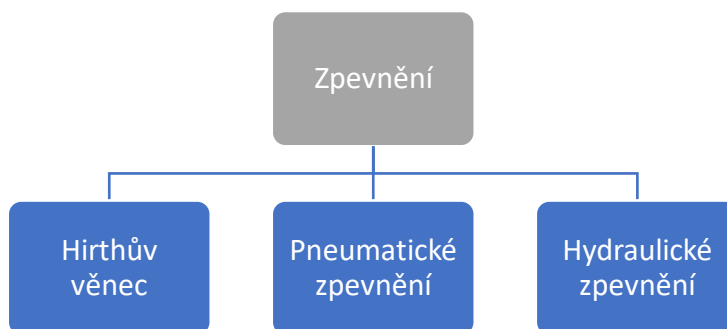 Zpevnění
Hirthův
věnec
Pneumatické
zpevnění
Hydraulické
zpevnění